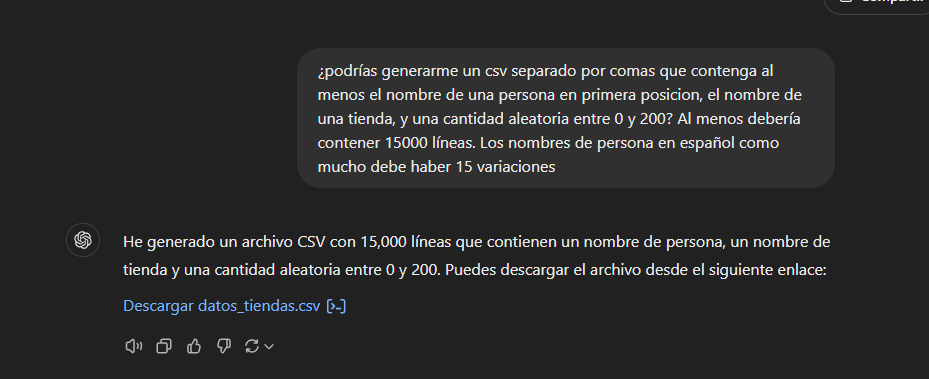 ¿podrías generarme un csv separado por comas que contenga al
menos el nombre de una persona en primera posicion, el nombre de
una tienda, y una cantidad aleatoria entre 0 y 200? Al menos debería
contener 15000 líneas. Los nombres de persona en español como
mucho debe haber 15 variaciones
He generado un archivo CSV con 15,000 líneas que contienen un nombre de persona, un nombre de
tienda y una cantidad aleatoria entre 0 y 200. Puedes descargar el archivo desde el siguiente enlace:
Descargar datos_tiendas.csv